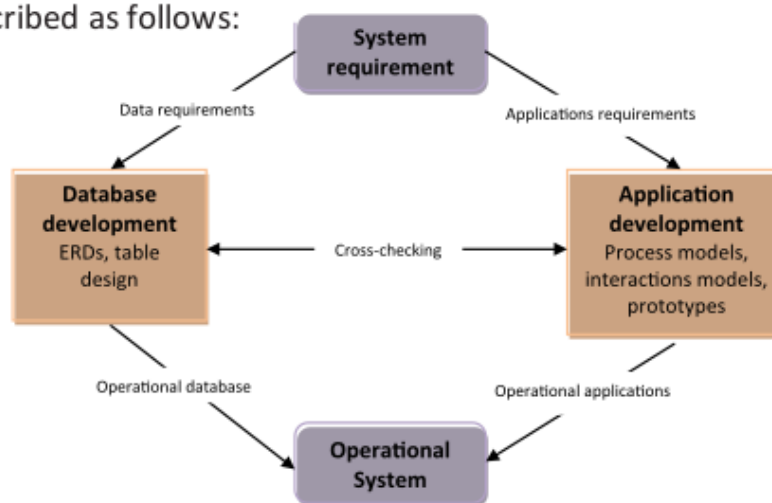 cribed as follows:
System
requirement
Data requirements
Applications requirements
Database
development
ERDs, table
design
Application
development
Process models,
interactions models,
prototypes
Cross-checking
Operational database
Operational applications
Operational
System